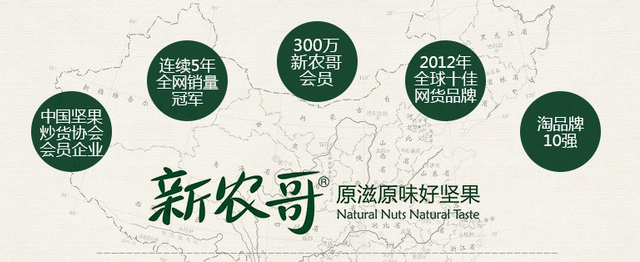 中国坚果
炒货协会
会员企业
连续5年
全网销量
冠军
300万
新农哥
会员
2012年
全球十佳
网货品牌
淘品牌
10强
新农哥®
原滋原味好坚果
Natural Nuts Natural Taste